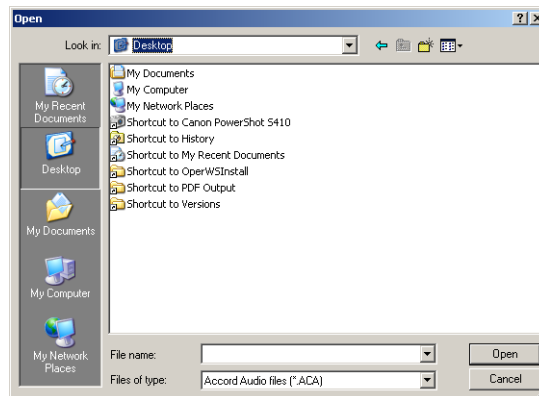 Open
Look in:
Desktop
My Recent
Documents
Desktop
My Documents
My Computer
My Network
Places
My Documents
My Computer
My Network Places
Shortcut to Canon PowerShot S410
Shortcut to History
Shortcut to My Recent Documents
Shortcut to OperWSInstall
Shortcut to PDF Output
Shortcut to Versions
File name:
Open
Files of type:
Accord Audio files (*.ACA)
Cancel